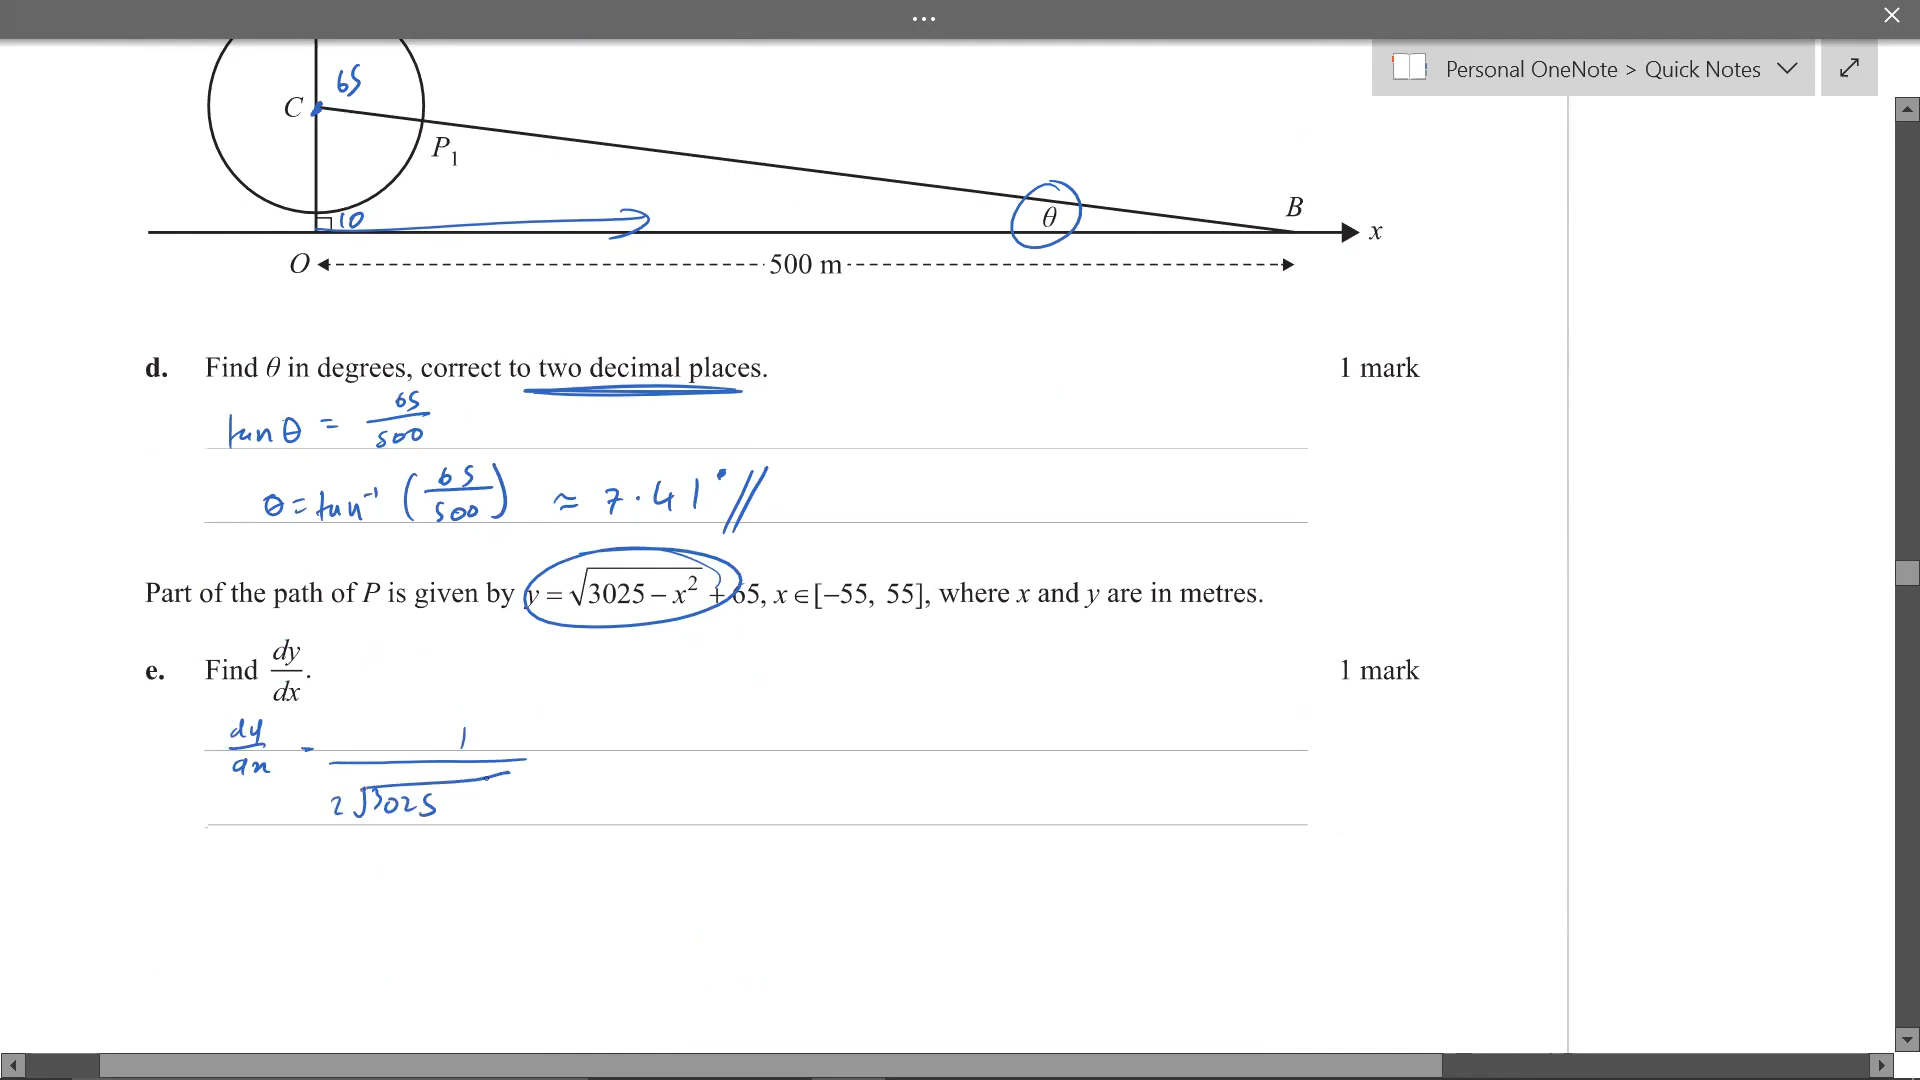 ...
Personal OneNote > Quick Notes
65
C
P₁
10
θ
B
x
O
500 m
d. Find θ in degrees, correct to two decimal places. 1 mark
tan θ = 65/500
θ = tan⁻¹ (65/500) ≈ 7.41°
Part of the path of P is given by y = √(3025 − x²) + 65, x ∈ [−55, 55], where x and y are in metres.
e. Find dy/dx. 1 mark
dy/dx = 1/(2√3025